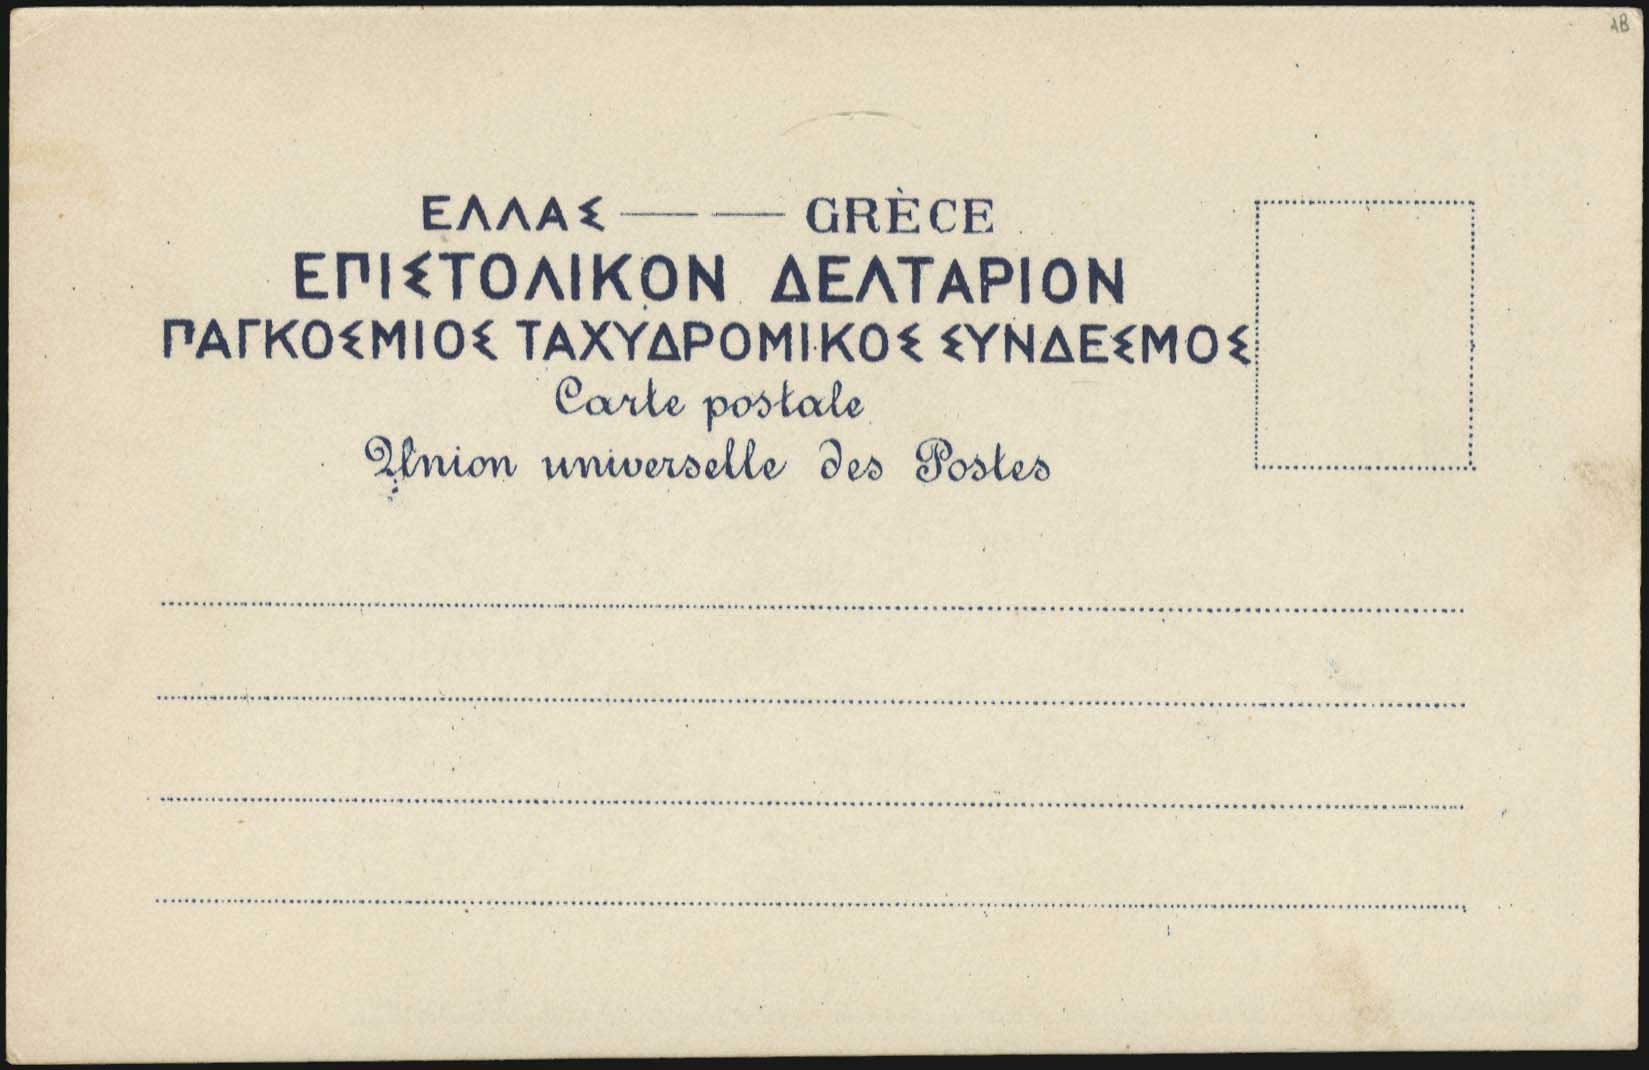 ΕΛΛΑΣ — — GRÈCE
ΕΠΙΣΤΟΛΙΚΟΝ ΔΕΛΤΑΡΙΟΝ
ΠΑΓΚΟΣΜΙΟΣ ΤΑΧΥΔΡΟΜΙΚΟΣ ΣΥΝΔΕΣΜΟΣ
Carte postale
Union universelle des Postes